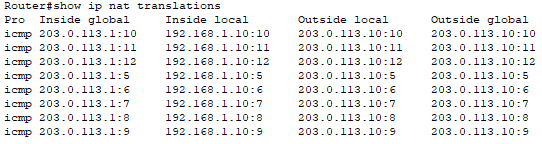 Router#show ip nat translations
Pro  Inside global     Inside local       Outside local      Outside global
icmp 203.0.113.1:10    192.168.1.10:10    203.0.113.10:10    203.0.113.10:10
icmp 203.0.113.1:11    192.168.1.10:11    203.0.113.10:11    203.0.113.10:11
icmp 203.0.113.1:12    192.168.1.10:12    203.0.113.10:12    203.0.113.10:12
icmp 203.0.113.1:5     192.168.1.10:5     203.0.113.10:5     203.0.113.10:5
icmp 203.0.113.1:6     192.168.1.10:6     203.0.113.10:6     203.0.113.10:6
icmp 203.0.113.1:7     192.168.1.10:7     203.0.113.10:7     203.0.113.10:7
icmp 203.0.113.1:8     192.168.1.10:8     203.0.113.10:8     203.0.113.10:8
icmp 203.0.113.1:9     192.168.1.10:9     203.0.113.10:9     203.0.113.10:9